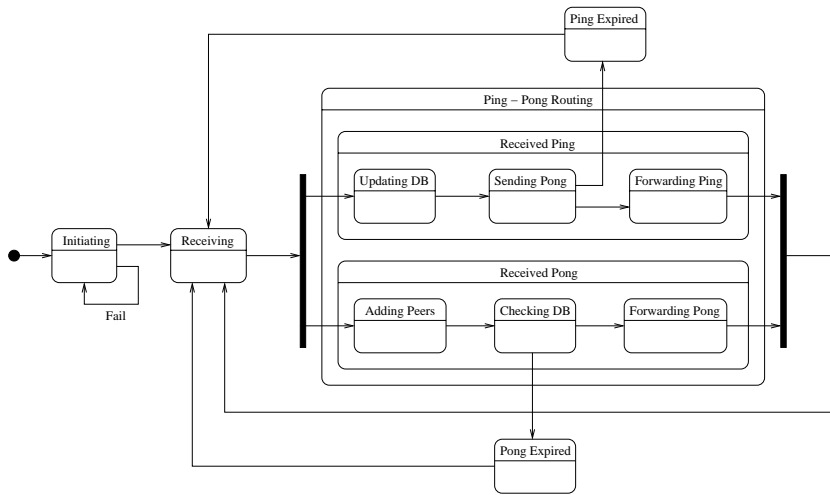 Ping Expired
Ping – Pong Routing
Received Ping
Updating DB
Sending Pong
Forwarding Ping
Initiating
Receiving
Fail
Received Pong
Adding Peers
Checking DB
Forwarding Pong
Pong Expired